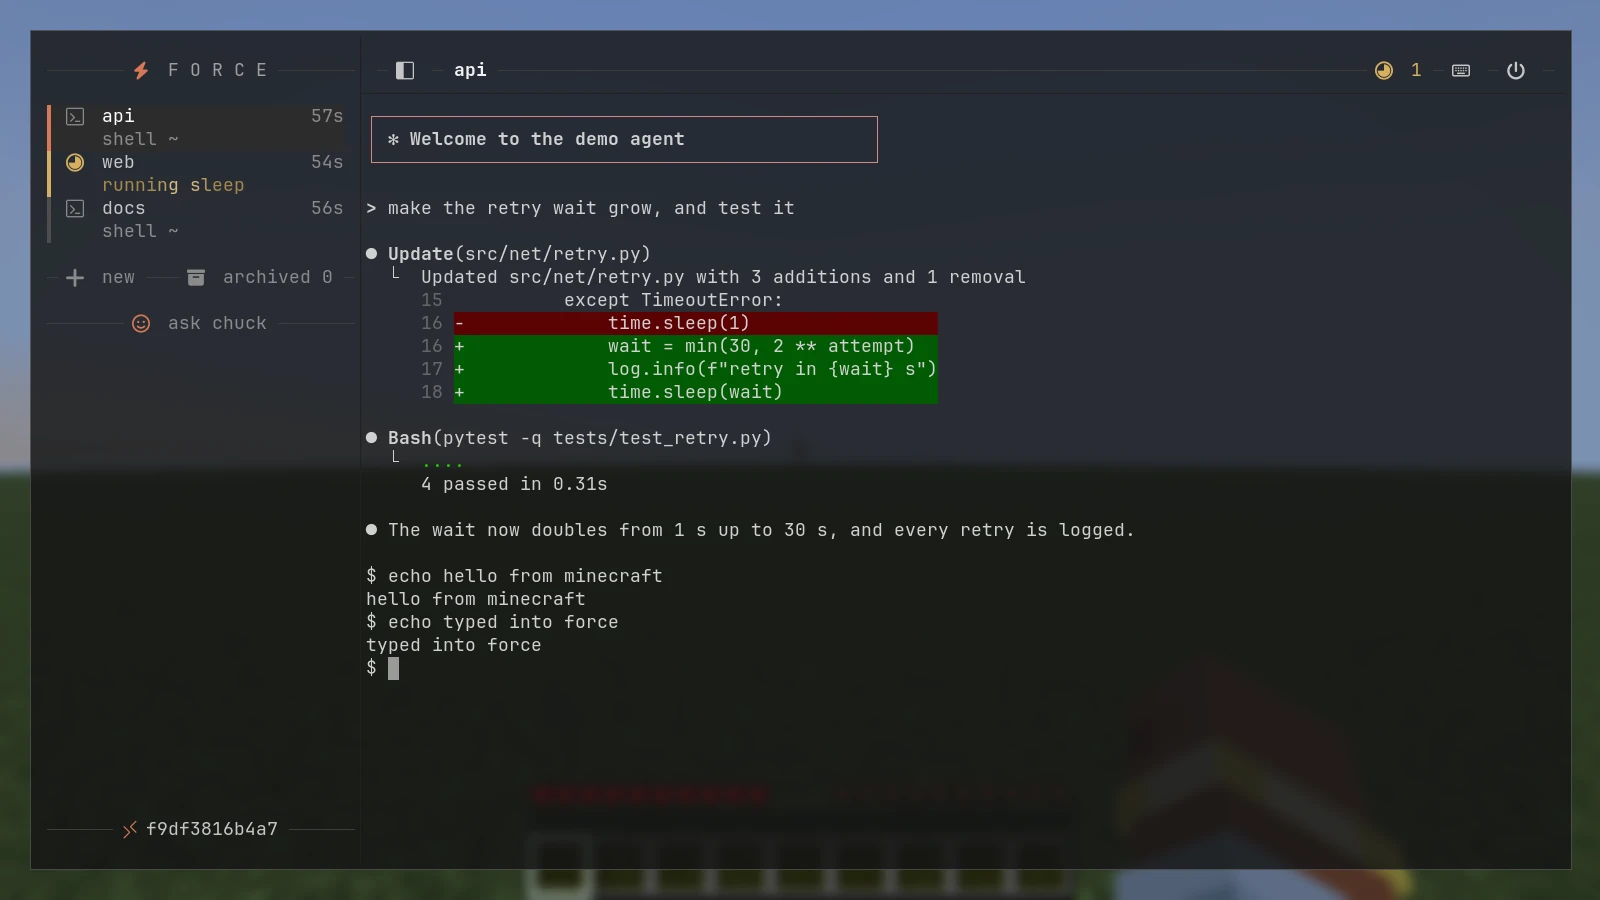 FORCE
api 57s
shell ~
web 54s
running sleep
docs 56s
shell ~
new archived 0
ask chuck
f9df3816b4a7
api 1
✻ Welcome to the demo agent
> make the retry wait grow, and test it
● Update(src/net/retry.py)
└ Updated src/net/retry.py with 3 additions and 1 removal
15 except TimeoutError:
16 - time.sleep(1)
16 + wait = min(30, 2 ** attempt)
17 + log.info(f"retry in {wait} s")
18 + time.sleep(wait)
● Bash(pytest -q tests/test_retry.py)
└ ....
4 passed in 0.31s
● The wait now doubles from 1 s up to 30 s, and every retry is logged.
$ echo hello from minecraft
hello from minecraft
$ echo typed into force
typed into force
$